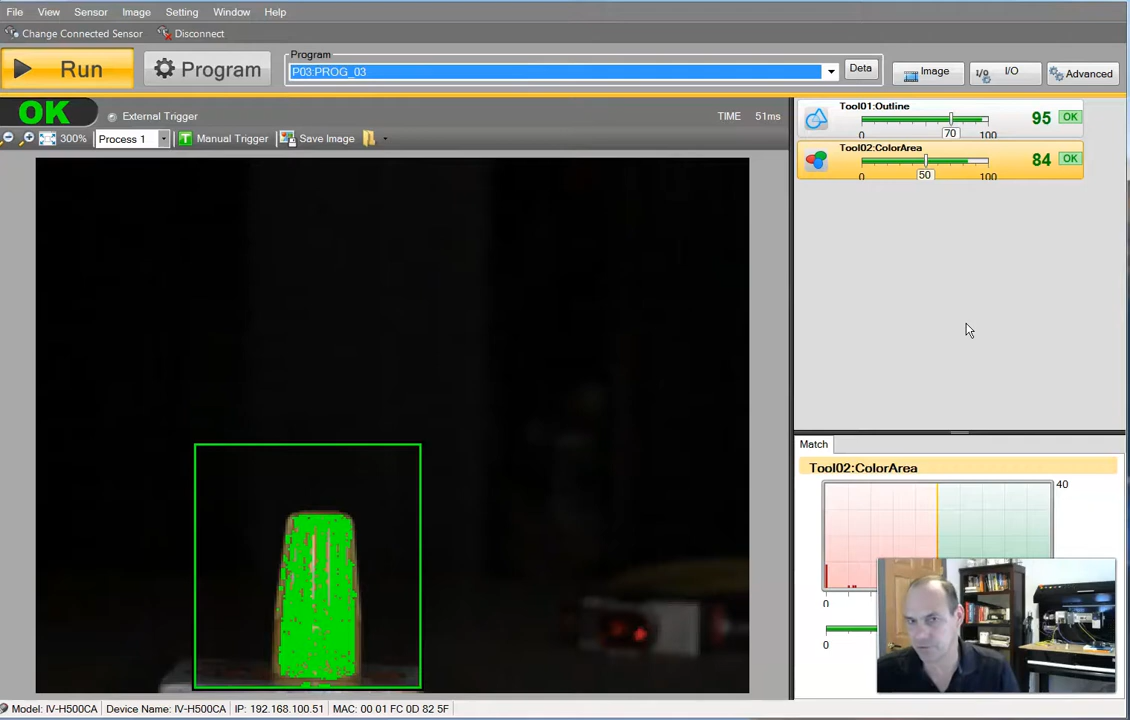 File View Sensor Image Setting Window Help
Change Connected Sensor Disconnect
Run Program
Program
P03:PROG_03
Deta
Image I/O I/O Advanced
OK External Trigger TIME 51ms
300% Process 1 T Manual Trigger Save Image
Tool01:Outline
95 OK
0 70 100
Tool02:ColorArea
84 OK
0 50 100
Match
Tool02:ColorArea
40
0
0
Model: IV-H500CA Device Name: IV-H500CA IP: 192.168.100.51 MAC: 00 01 FC 0D 82 5F